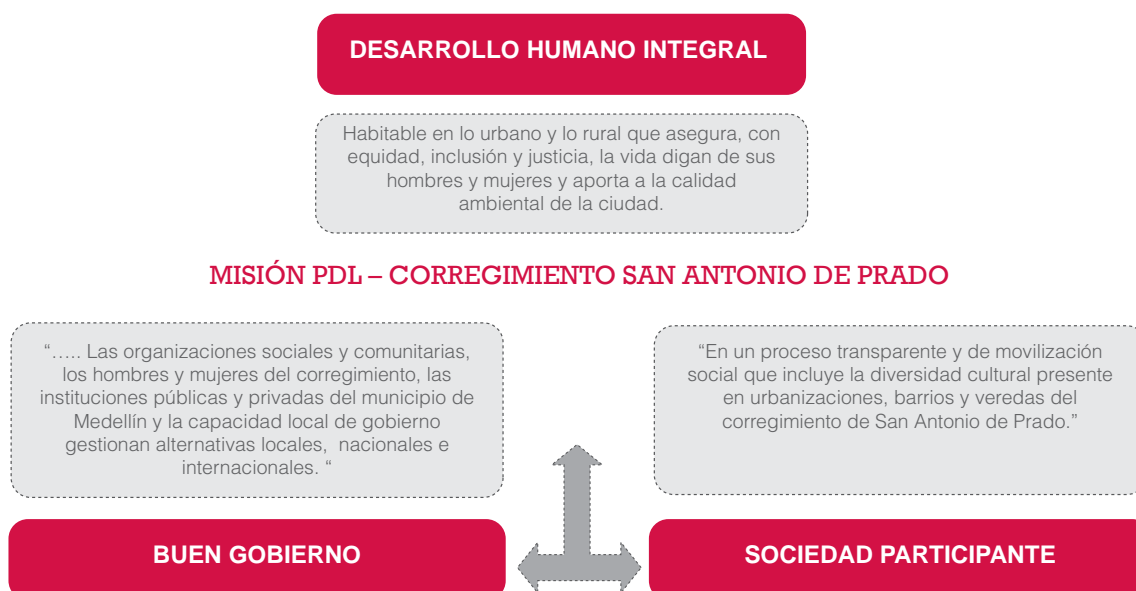 DESARROLLO HUMANO INTEGRAL
Habitable en lo urbano y lo rural que asegura, con
equidad, inclusión y justicia, la vida digan de sus
hombres y mujeres y aporta a la calidad
ambiental de la ciudad.
MISIÓN PDL – CORREGIMIENTO SAN ANTONIO DE PRADO
“..... Las organizaciones sociales y comunitarias,
los hombres y mujeres del corregimiento, las
instituciones públicas y privadas del municipio de
Medellín y la capacidad local de gobierno
gestionan alternativas locales, nacionales e
internacionales. “
BUEN GOBIERNO
“En un proceso transparente y de movilización
social que incluye la diversidad cultural presente
en urbanizaciones, barrios y veredas del
corregimiento de San Antonio de Prado.”
SOCIEDAD PARTICIPANTE